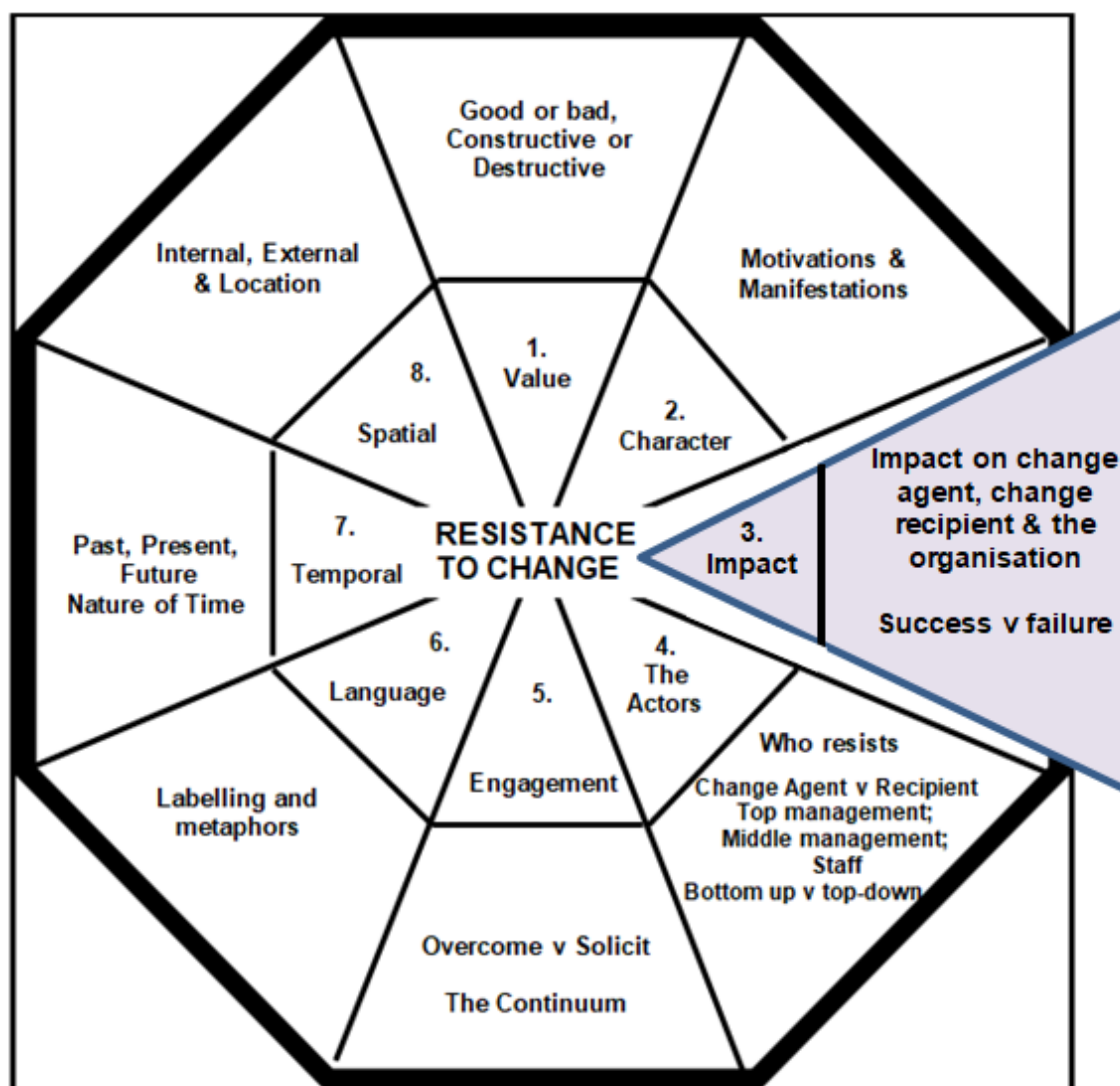 RESISTANCE
TO CHANGE
1.
Value
Good or bad,
Constructive or
Destructive
2.
Character
Motivations &
Manifestations
3.
Impact
Impact on change
agent, change
recipient & the
organisation
Success v failure
4.
The
Actors
Who resists
Change Agent v Recipient
Top management;
Middle management;
Staff
Bottom up v top-down
5.
Engagement
Overcome v Solicit
The Continuum
6.
Language
Labelling and
metaphors
7.
Temporal
Past, Present,
Future
Nature of Time
8.
Spatial
Internal, External
& Location